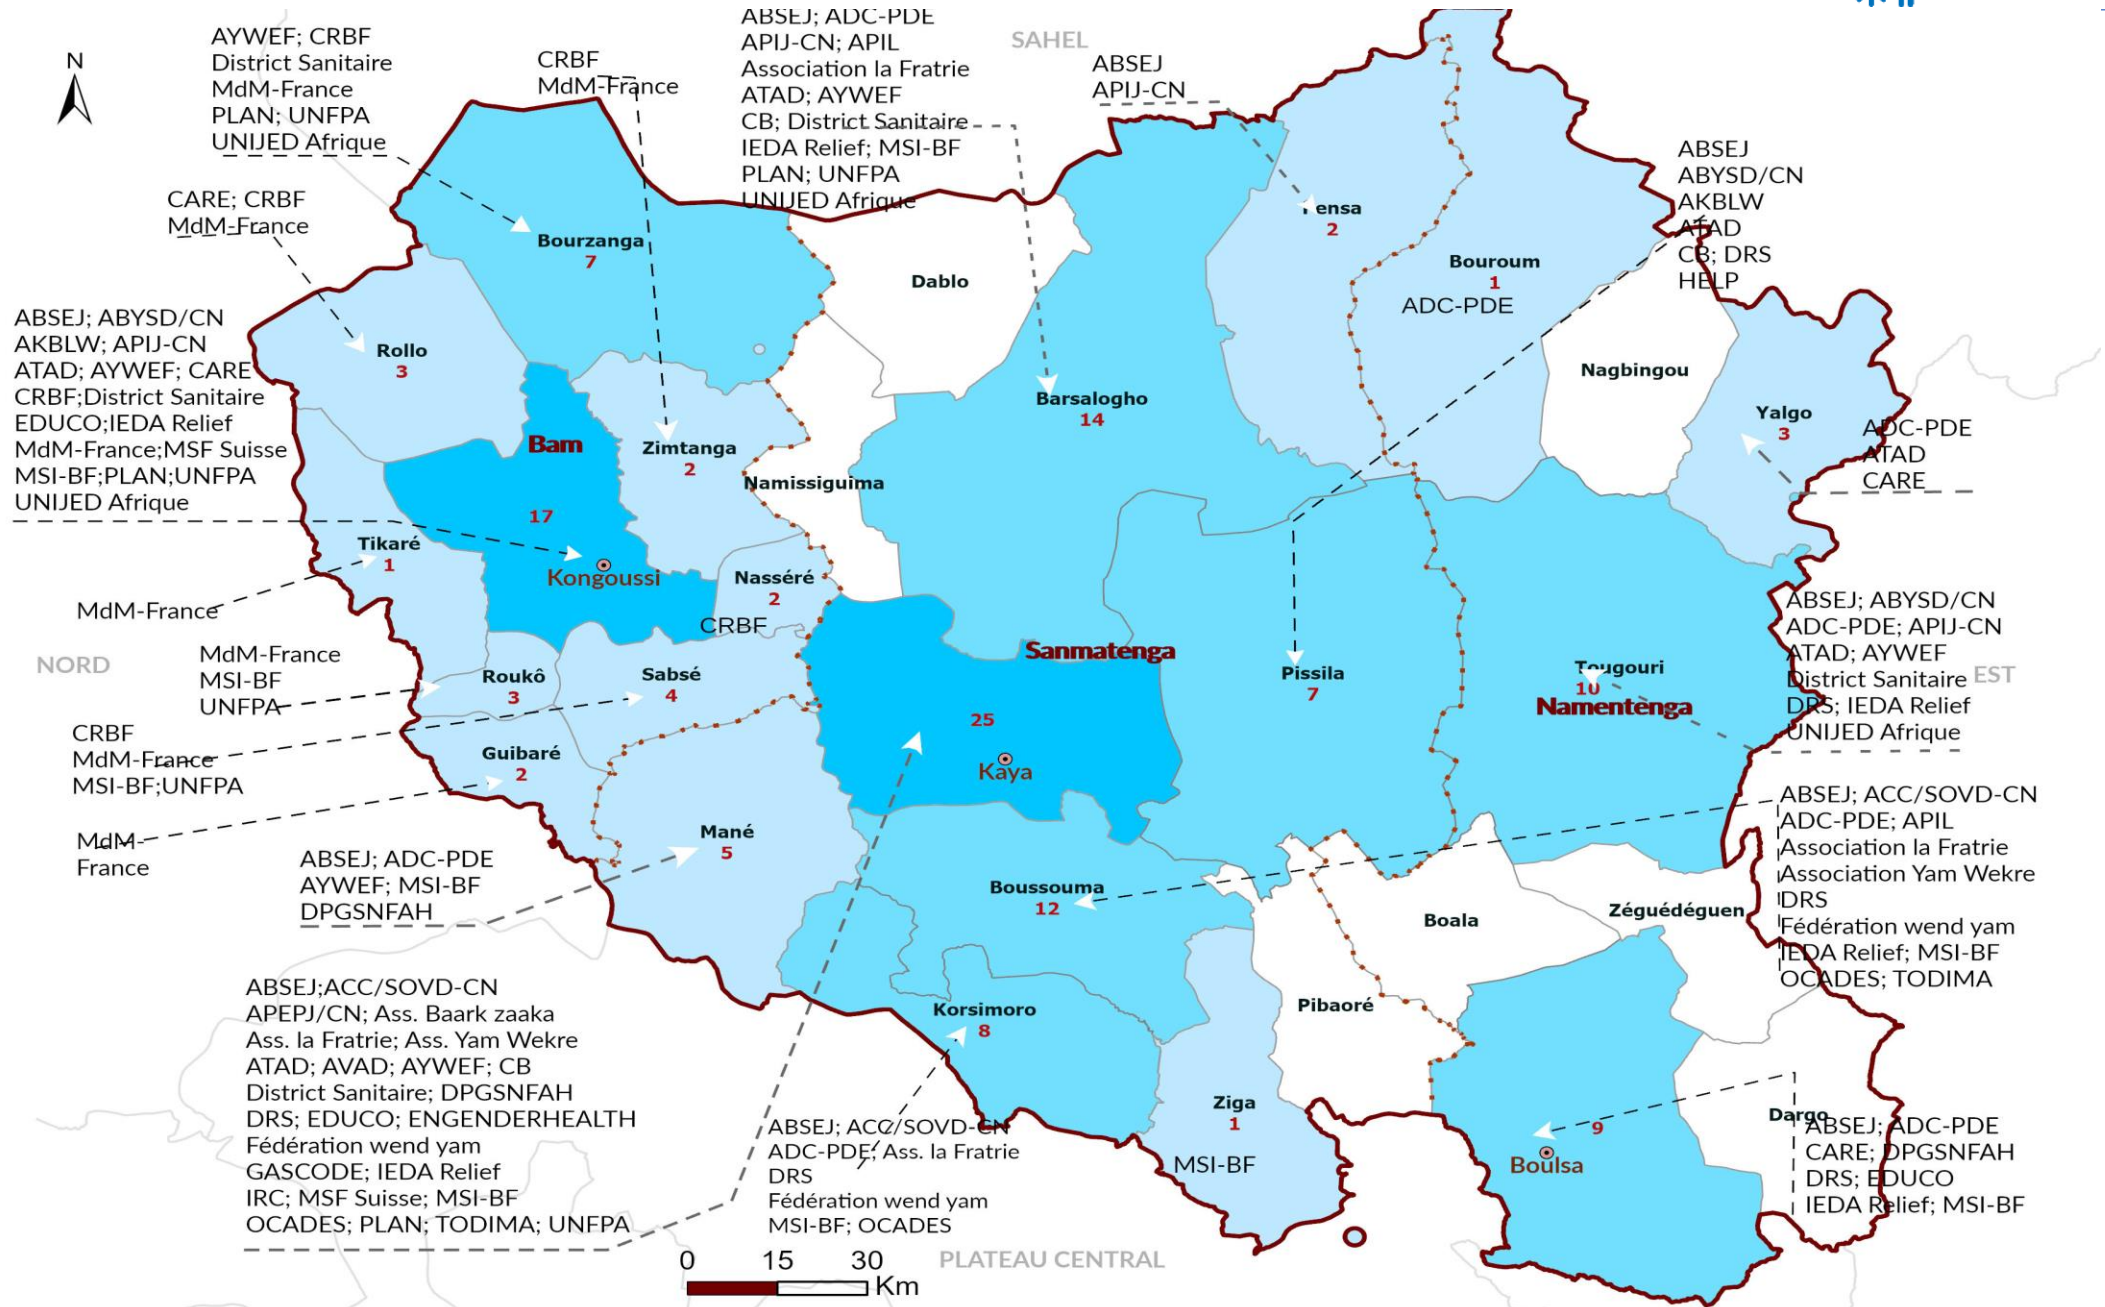 N
SAHEL
AYWEF; CRBF
District Sanitaire
MdM-France
PLAN; UNFPA
UNIJED Afrique
CRBF
MdM-France
ABSEJ; ADC-PDE
APIJ-CN; APIL
Association la Fratrie
ATAD; AYWEF
CB; District Sanitaire
IEDA Relief; MSI-BF
PLAN; UNFPA
UNIJED Afrique
ABSEJ
APIJ-CN
ABSEJ
ABYSD/CN
AKBLW
ATAD
CB; DRS
HELP
CARE; CRBF
MdM-France
Bourzanga
7
Dablo
Pensa
2
Bouroum
1
ADC-PDE
Nagbingou
Yalgo
3
ADC-PDE
ATAD
CARE
ABSEJ; ABYSD/CN
AKBLW; APIJ-CN
ATAD; AYWEF; CARE
CRBF;District Sanitaire
EDUCO;IEDA Relief
MdM-France;MSF Suisse
MSI-BF;PLAN;UNFPA
UNIJED Afrique
Rollo
3
Bam
17
Kongoussi
Zimtanga
2
Namissiguima
Barsalogho
14
Tikaré
1
MdM-France
Nasséré
2
CRBF
NORD
MdM-France
MSI-BF
UNFPA
Roukô
3
Sabsé
4
Sanmatenga
25
Kaya
Pissila
7
Tougouri
10
Namentenga
EST
ABSEJ; ABYSD/CN
ADC-PDE; APIJ-CN
ATAD; AYWEF
District Sanitaire
DRS; IEDA Relief
UNIJED Afrique
CRBF
MdM-France
MSI-BF;UNFPA
Guibaré
2
MdM-
France
Mané
5
ABSEJ; ADC-PDE
AYWEF; MSI-BF
DPGSNFAH
Boussouma
12
Boala
Zéguédéguen
ABSEJ; ACC/SOVD-CN
ADC-PDE; APIL
Association la Fratrie
Association Yam Wekre
DRS
Fédération wend yam
IEDA Relief; MSI-BF
OCADES; TODIMA
ABSEJ;ACC/SOVD-CN
APEPJ/CN; Ass. Baark zaaka
Ass. la Fratrie; Ass. Yam Wekre
ATAD; AVAD; AYWEF; CB
District Sanitaire; DPGSNFAH
DRS; EDUCO; ENGENDERHEALTH
Fédération wend yam
GASCODE; IEDA Relief
IRC; MSF Suisse; MSI-BF
OCADES; PLAN; TODIMA; UNFPA
Korsimoro
8
Pibaoré
ABSEJ; ACC/SOVD-CN
ADC-PDE; Ass. la Fratrie
DRS
Fédération wend yam
MSI-BF; OCADES
Ziga
1
MSI-BF
9
Boulsa
Dargo
ABSEJ; ADC-PDE
CARE; DPGSNFAH
DRS; EDUCO
IEDA Relief; MSI-BF
PLATEAU CENTRAL
0 15 30
Km